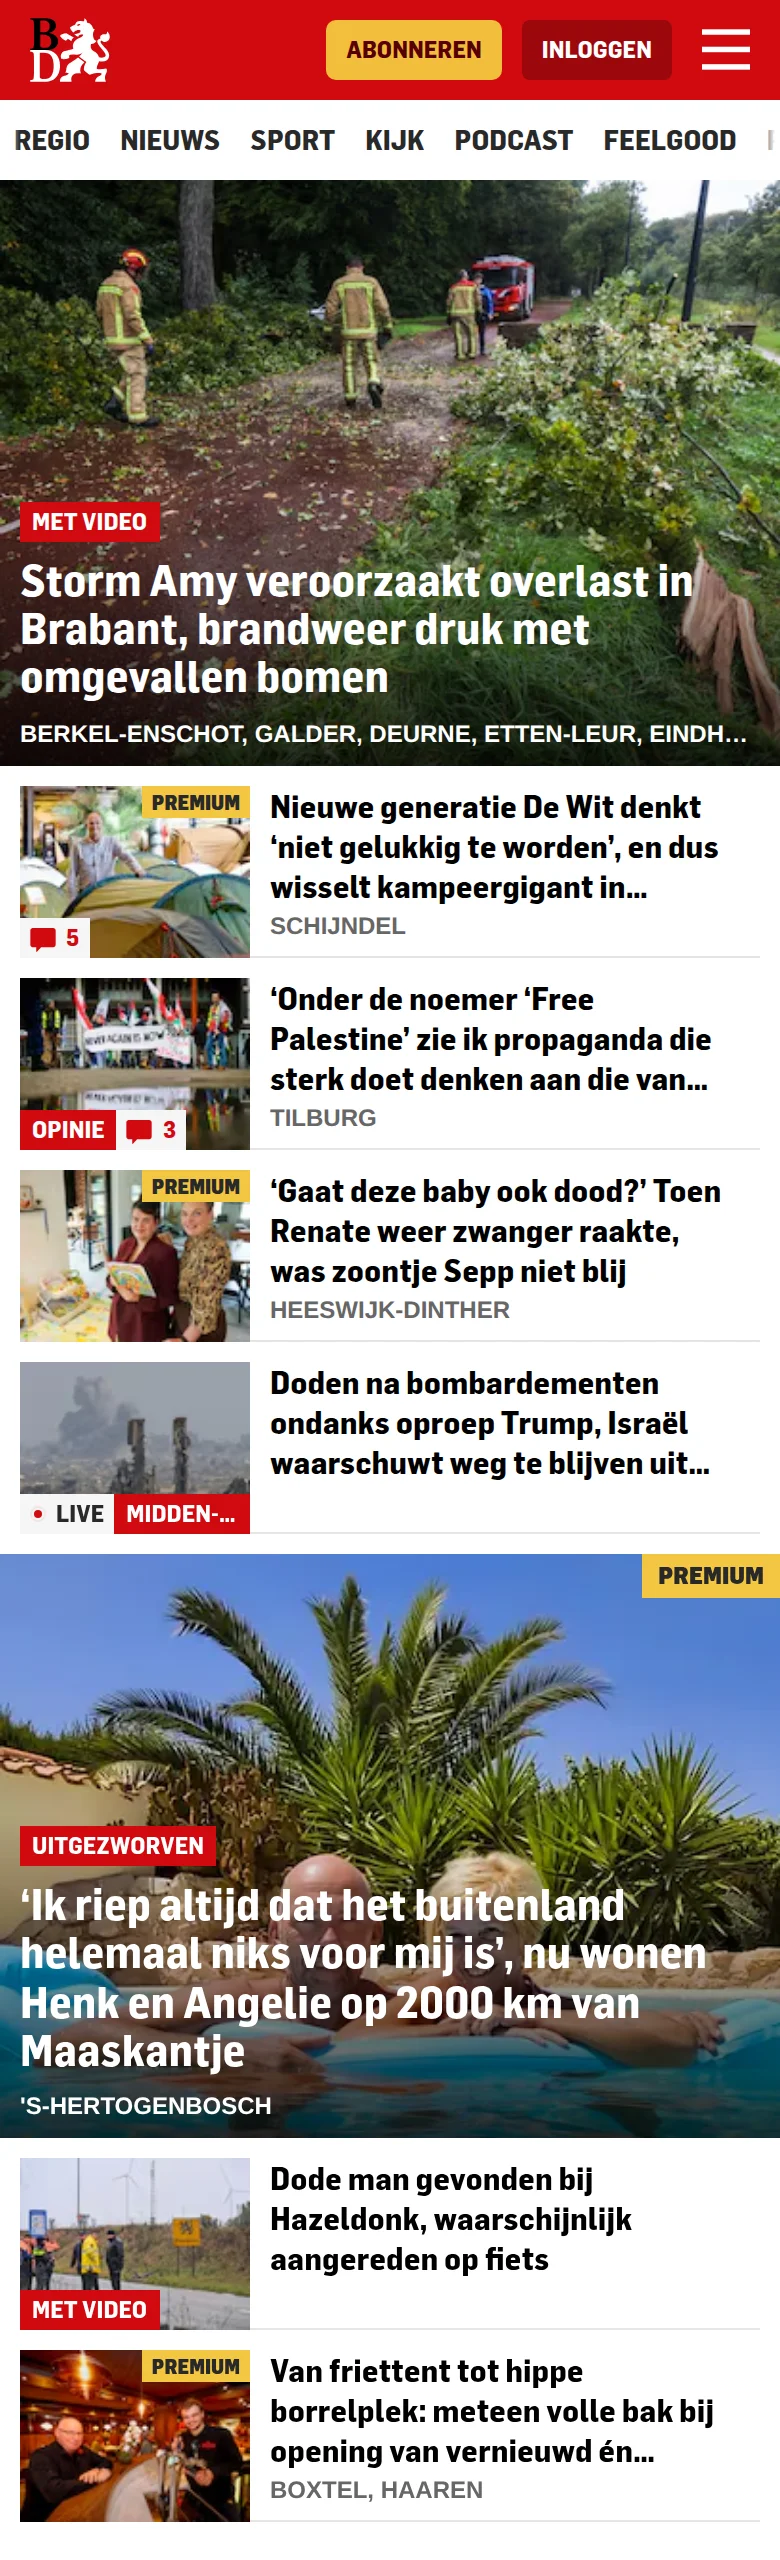 B
D
ABONNEREN
INLOGGEN
REGIO NIEUWS SPORT KIJK PODCAST FEELGOOD
MET VIDEO
Storm Amy veroorzaakt overlast in
Brabant, brandweer druk met
omgevallen bomen
BERKEL-ENSCHOT, GALDER, DEURNE, ETTEN-LEUR, EINDH…
PREMIUM
5
Nieuwe generatie De Wit denkt
‘niet gelukkig te worden’, en dus
wisselt kampeergigant in...
SCHIJNDEL
NEVER AGAIN IS NOW
OPINIE
3
‘Onder de noemer ‘Free
Palestine’ zie ik propaganda die
sterk doet denken aan die van...
TILBURG
PREMIUM
‘Gaat deze baby ook dood?’ Toen
Renate weer zwanger raakte,
was zoontje Sepp niet blij
HEESWIJK-DINTHER
LIVE
MIDDEN-...
Doden na bombardementen
ondanks oproep Trump, Israël
waarschuwt weg te blijven uit...
PREMIUM
UITGEZWORVEN
‘Ik riep altijd dat het buitenland
helemaal niks voor mij is’, nu wonen
Henk en Angelie op 2000 km van
Maaskantje
'S-HERTOGENBOSCH
MET VIDEO
Dode man gevonden bij
Hazeldonk, waarschijnlijk
aangereden op fiets
PREMIUM
Van friettent tot hippe
borrelplek: meteen volle bak bij
opening van vernieuwd én...
BOXTEL, HAAREN